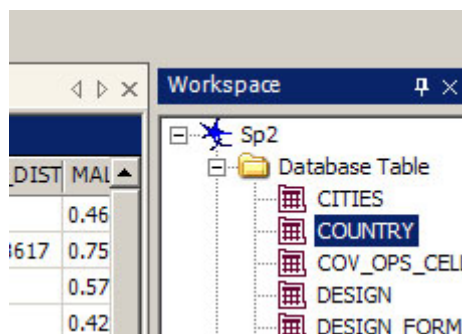 Workspace
Sp2
Database Table
_DIST MAL
CITIES
0.46
COUNTRY
3617 0.75
COV_OPS_CELL
0.57
DESIGN
0.42
DESIGN_FORM